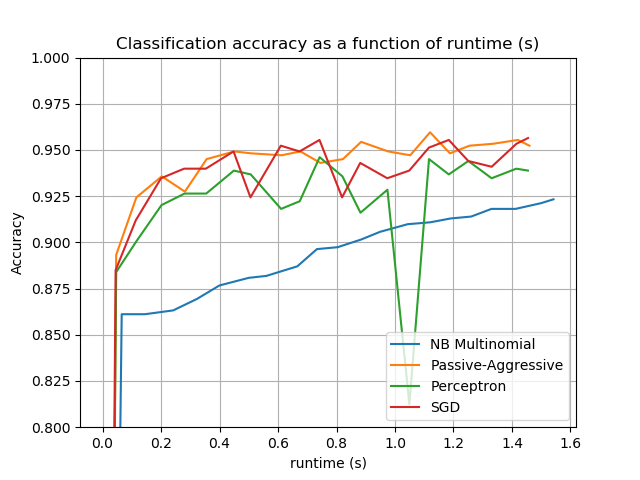 Classification accuracy as a function of runtime (s)
1.000
0.975
0.950
0.925
0.900
0.875
0.850
0.825
0.800
Accuracy
NB Multinomial
Passive-Aggressive
Perceptron
SGD
0.0 0.2 0.4 0.6 0.8 1.0 1.2 1.4 1.6
runtime (s)